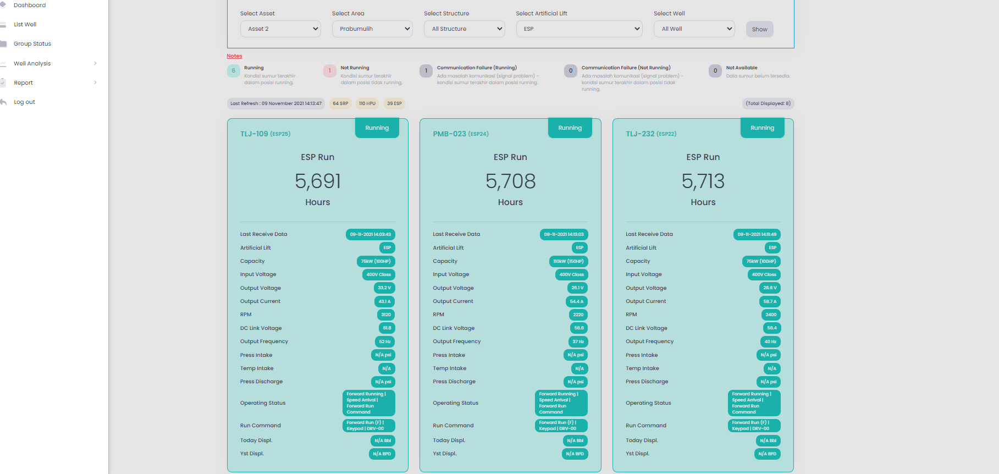 Dashboard
List Well
Group Status
Well Analysis
Report
Log out
Select Asset
Select Area
Select Structure
Select Artificial Lift
Select Well
Asset 2
Prabumulih
All Structure
ESP
All Well
Show
Notes
6
Running
Kondisi sumur terakhir
dalam posisi running.
1
Not Running
Kondisi sumur terakhir
dalam posisi tidak running.
1
Communication Failure (Running)
Ada masalah komunikasi (signal problem) -
kondisi sumur terakhir dalam posisi running.
0
Communication Failure (Not Running)
Ada masalah komunikasi (signal problem) -
kondisi sumur terakhir dalam posisi tidak
running.
0
Not Available
Data sumur belum tersedia.
Last Refresh : 09 November 2021 14:13:47
64 SRP
110 HPU
39 ESP
(Total Displayed: 8)
TLJ-109 (ESP25)
Running
ESP Run
5,691
Hours
Last Receive Data 09-11-2021 14:03:43
Artificial Lift ESP
Capacity 75kW (100HP)
Input Voltage 400V Class
Output Voltage 33.2 V
Output Current 43.1 A
RPM 3120
DC Link Voltage 61.8
Output Frequency 52 Hz
Press Intake N/A psi
Temp Intake N/A
Press Discharge N/A psi
Operating Status
Forward Running |
Speed Arrival |
Forward Run
Command
Run Command
Forward Run (F) |
Keypad | DRV-00
Today Displ. N/A Bbl
Yst Displ. N/A BPD
PMB-023 (ESP24)
Running
ESP Run
5,708
Hours
Last Receive Data 09-11-2021 14:13:03
Artificial Lift ESP
Capacity 110kW (150HP)
Input Voltage 400V Class
Output Voltage 26.1 V
Output Current 54.4 A
RPM 2220
DC Link Voltage 56.6
Output Frequency 37 Hz
Press Intake N/A psi
Temp Intake N/A
Press Discharge N/A psi
Operating Status
Forward Running |
Speed Arrival |
Forward Run
Command
Run Command
Forward Run (F) |
Keypad | DRV-00
Today Displ. N/A Bbl
Yst Displ. N/A BPD
TLJ-232 (ESP22)
Running
ESP Run
5,713
Hours
Last Receive Data 09-11-2021 14:11:49
Artificial Lift ESP
Capacity 75kW (100HP)
Input Voltage 400V Class
Output Voltage 26.6 V
Output Current 58.7 A
RPM 2400
DC Link Voltage 56.4
Output Frequency 40 Hz
Press Intake N/A psi
Temp Intake N/A
Press Discharge N/A psi
Operating Status
Forward Running |
Speed Arrival |
Forward Run
Command
Run Command
Forward Run (F) |
Keypad | DRV-00
Today Displ. N/A Bbl
Yst Displ. N/A BPD